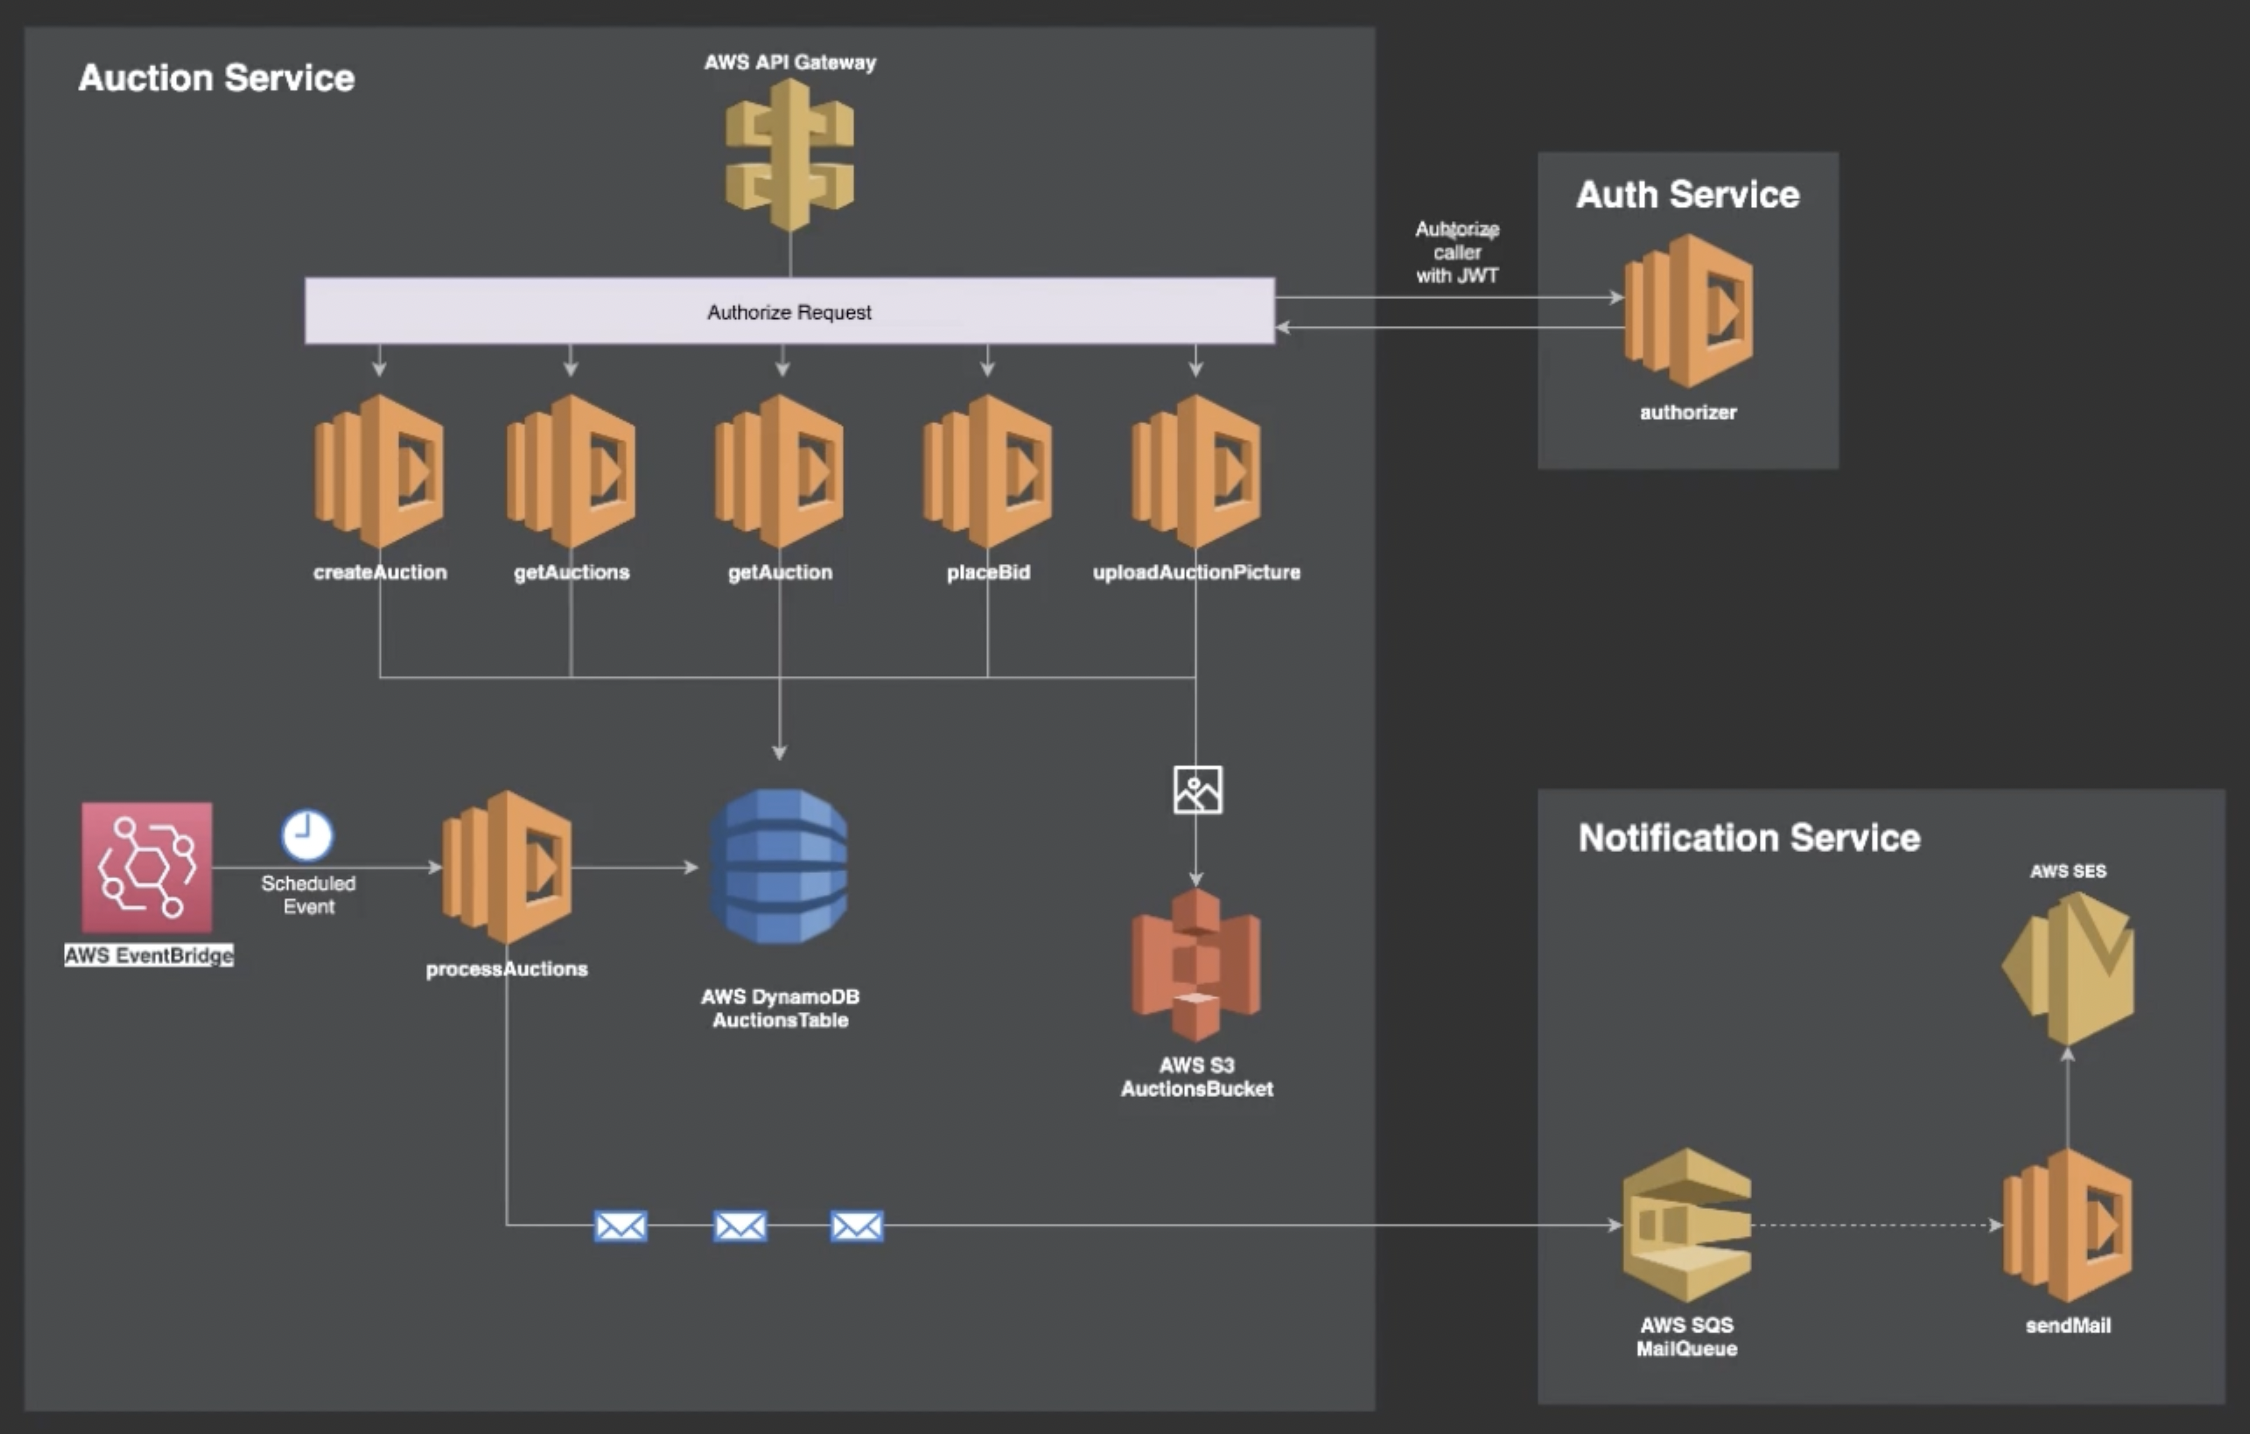 Auction Service
AWS API Gateway
Authorize Request
Auhtorize
caller
with JWT
Auth Service
authorizer
createAuction
getAuctions
getAuction
placeBid
uploadAuctionPicture
Scheduled
Event
AWS EventBridge
processAuctions
AWS DynamoDB
AuctionsTable
AWS S3
AuctionsBucket
Notification Service
AWS SES
AWS SQS
MailQueue
sendMail